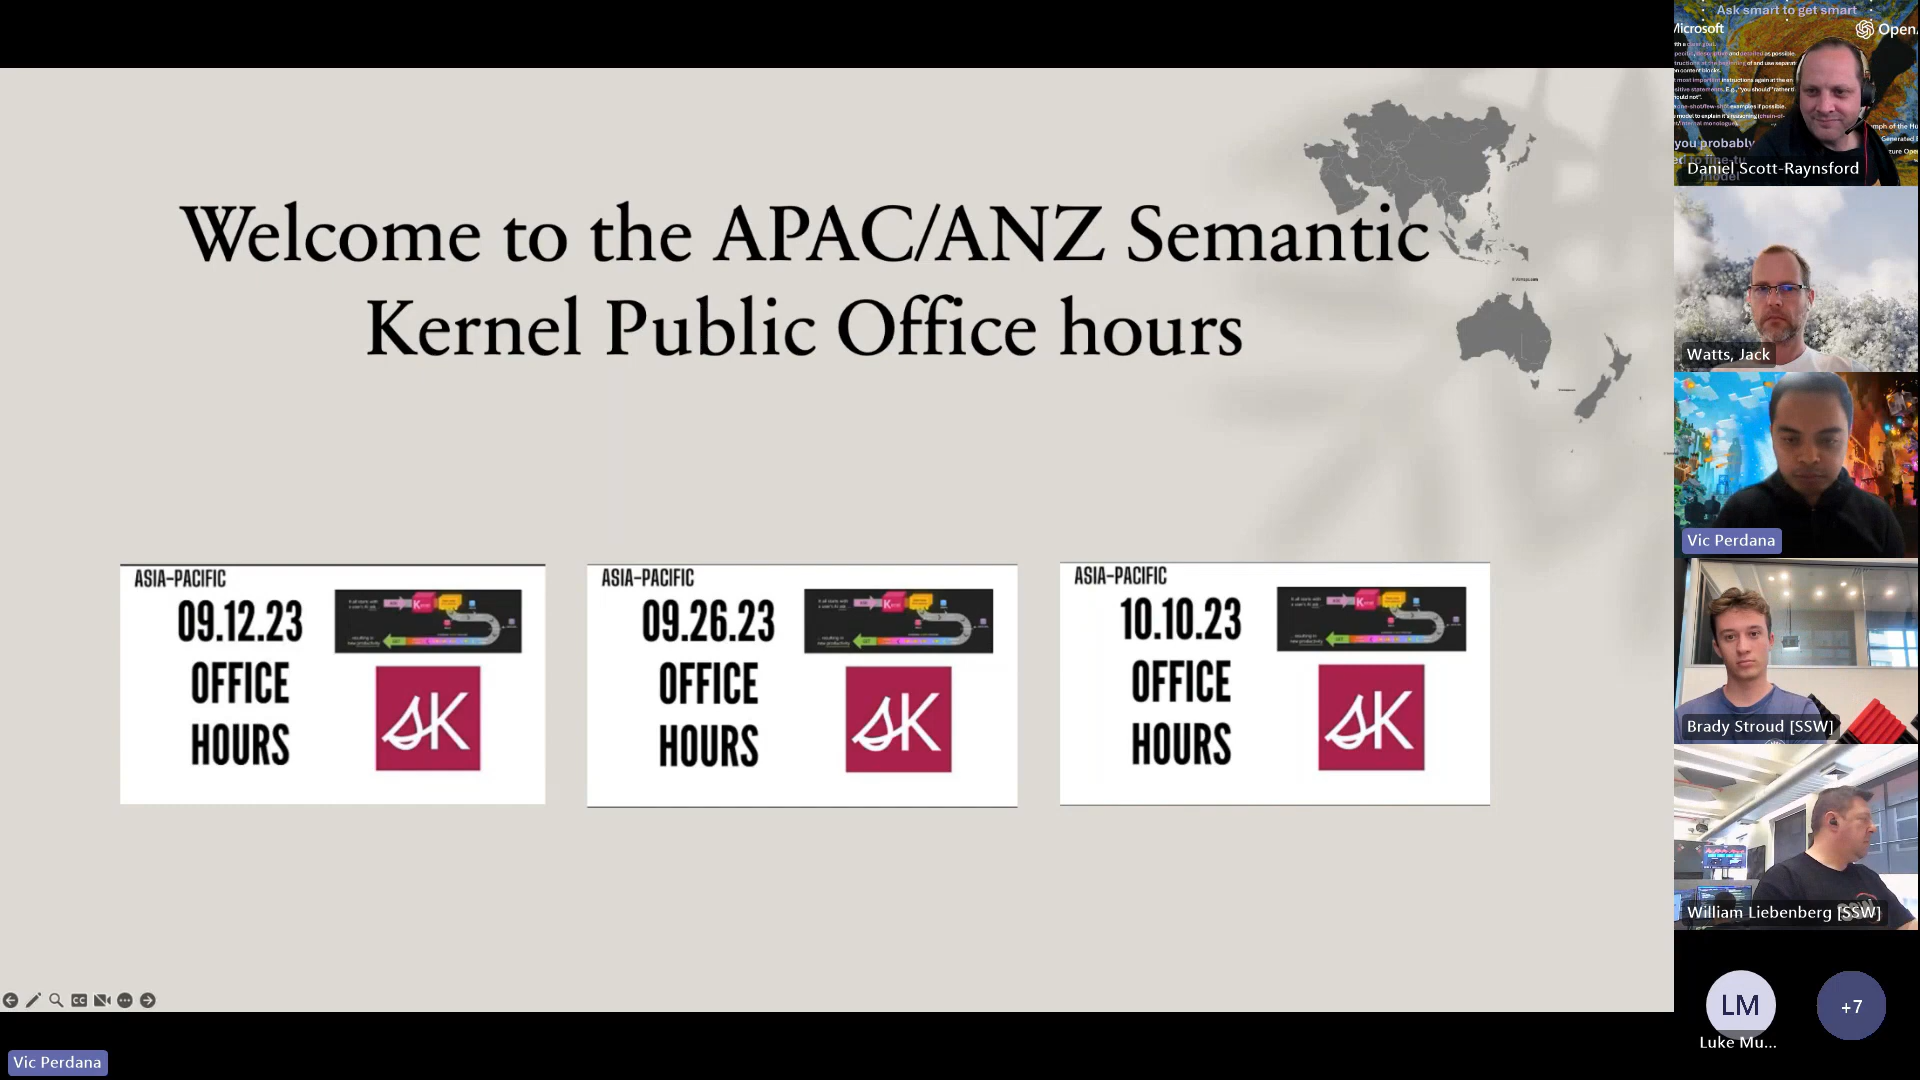 Welcome to the APAC/ANZ Semantic
Kernel Public Office hours
ASIA-PACIFIC
09.12.23
OFFICE
HOURS
SK
ASIA-PACIFIC
09.26.23
OFFICE
HOURS
SK
ASIA-PACIFIC
10.10.23
OFFICE
HOURS
SK
CC
Vic Perdana
Ask smart to get smart
Microsoft
Open
you probably
Daniel Scott-Raynsford
Watts, Jack
Vic Perdana
Brady Stroud [SSW]
William Liebenberg [SSW]
LM
Luke Mu...
+7